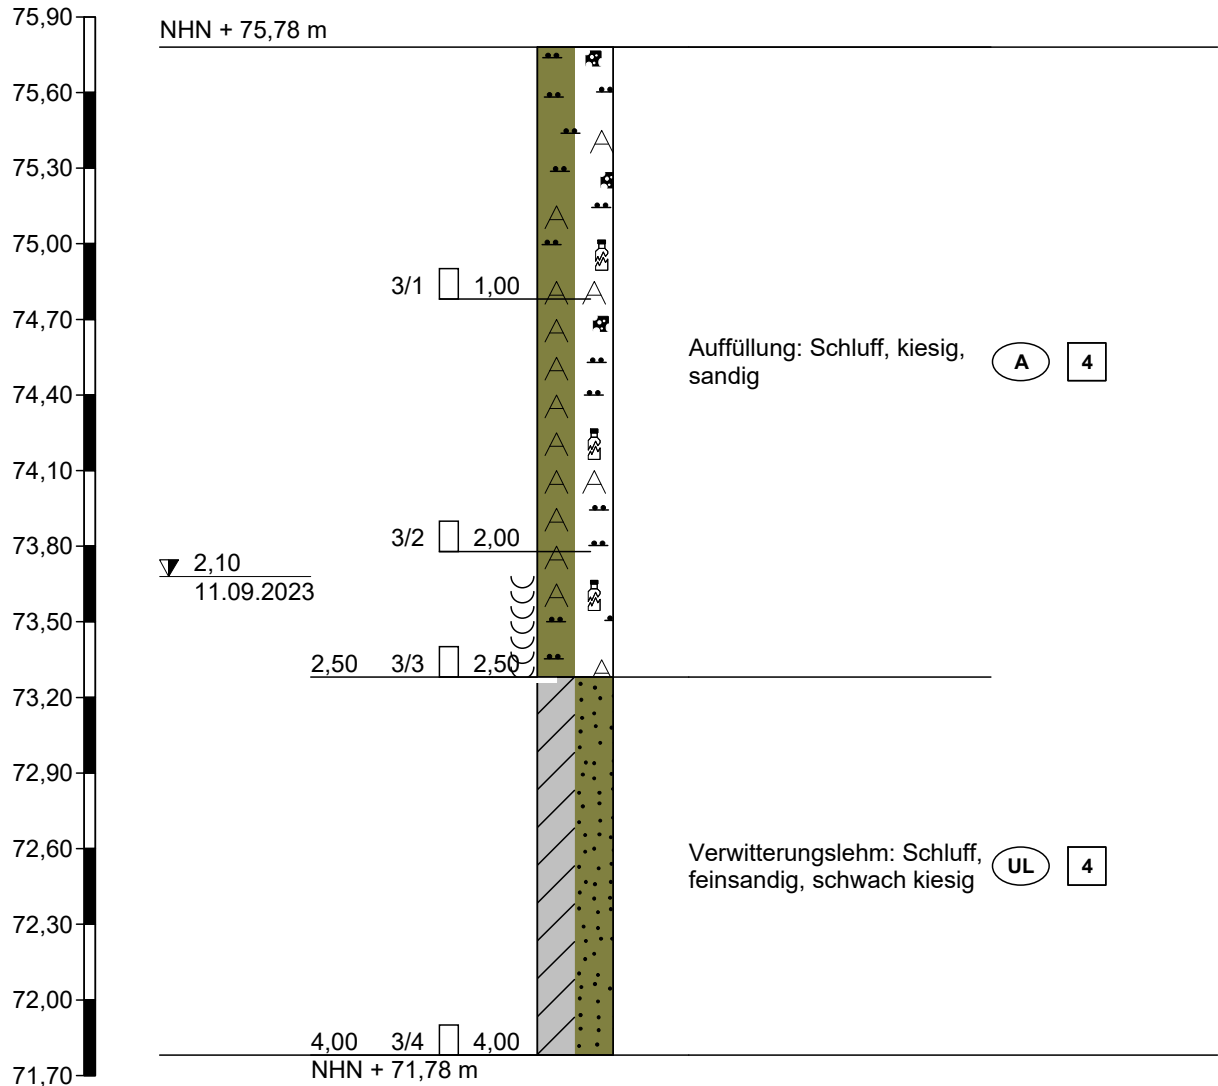 75,90
NHN + 75,78 m
75,60
75,30
75,00
3/1 1,00
74,70
Auffüllung: Schluff, kiesig,
sandig
A 4
74,40
74,10
3/2 2,00
73,80
2,10
11.09.2023
73,50
2,50 3/3 2,50
73,20
72,90
72,60
Verwitterungslehm: Schluff,
feinsandig, schwach kiesig
UL 4
72,30
72,00
4,00 3/4 4,00
NHN + 71,78 m
71,70